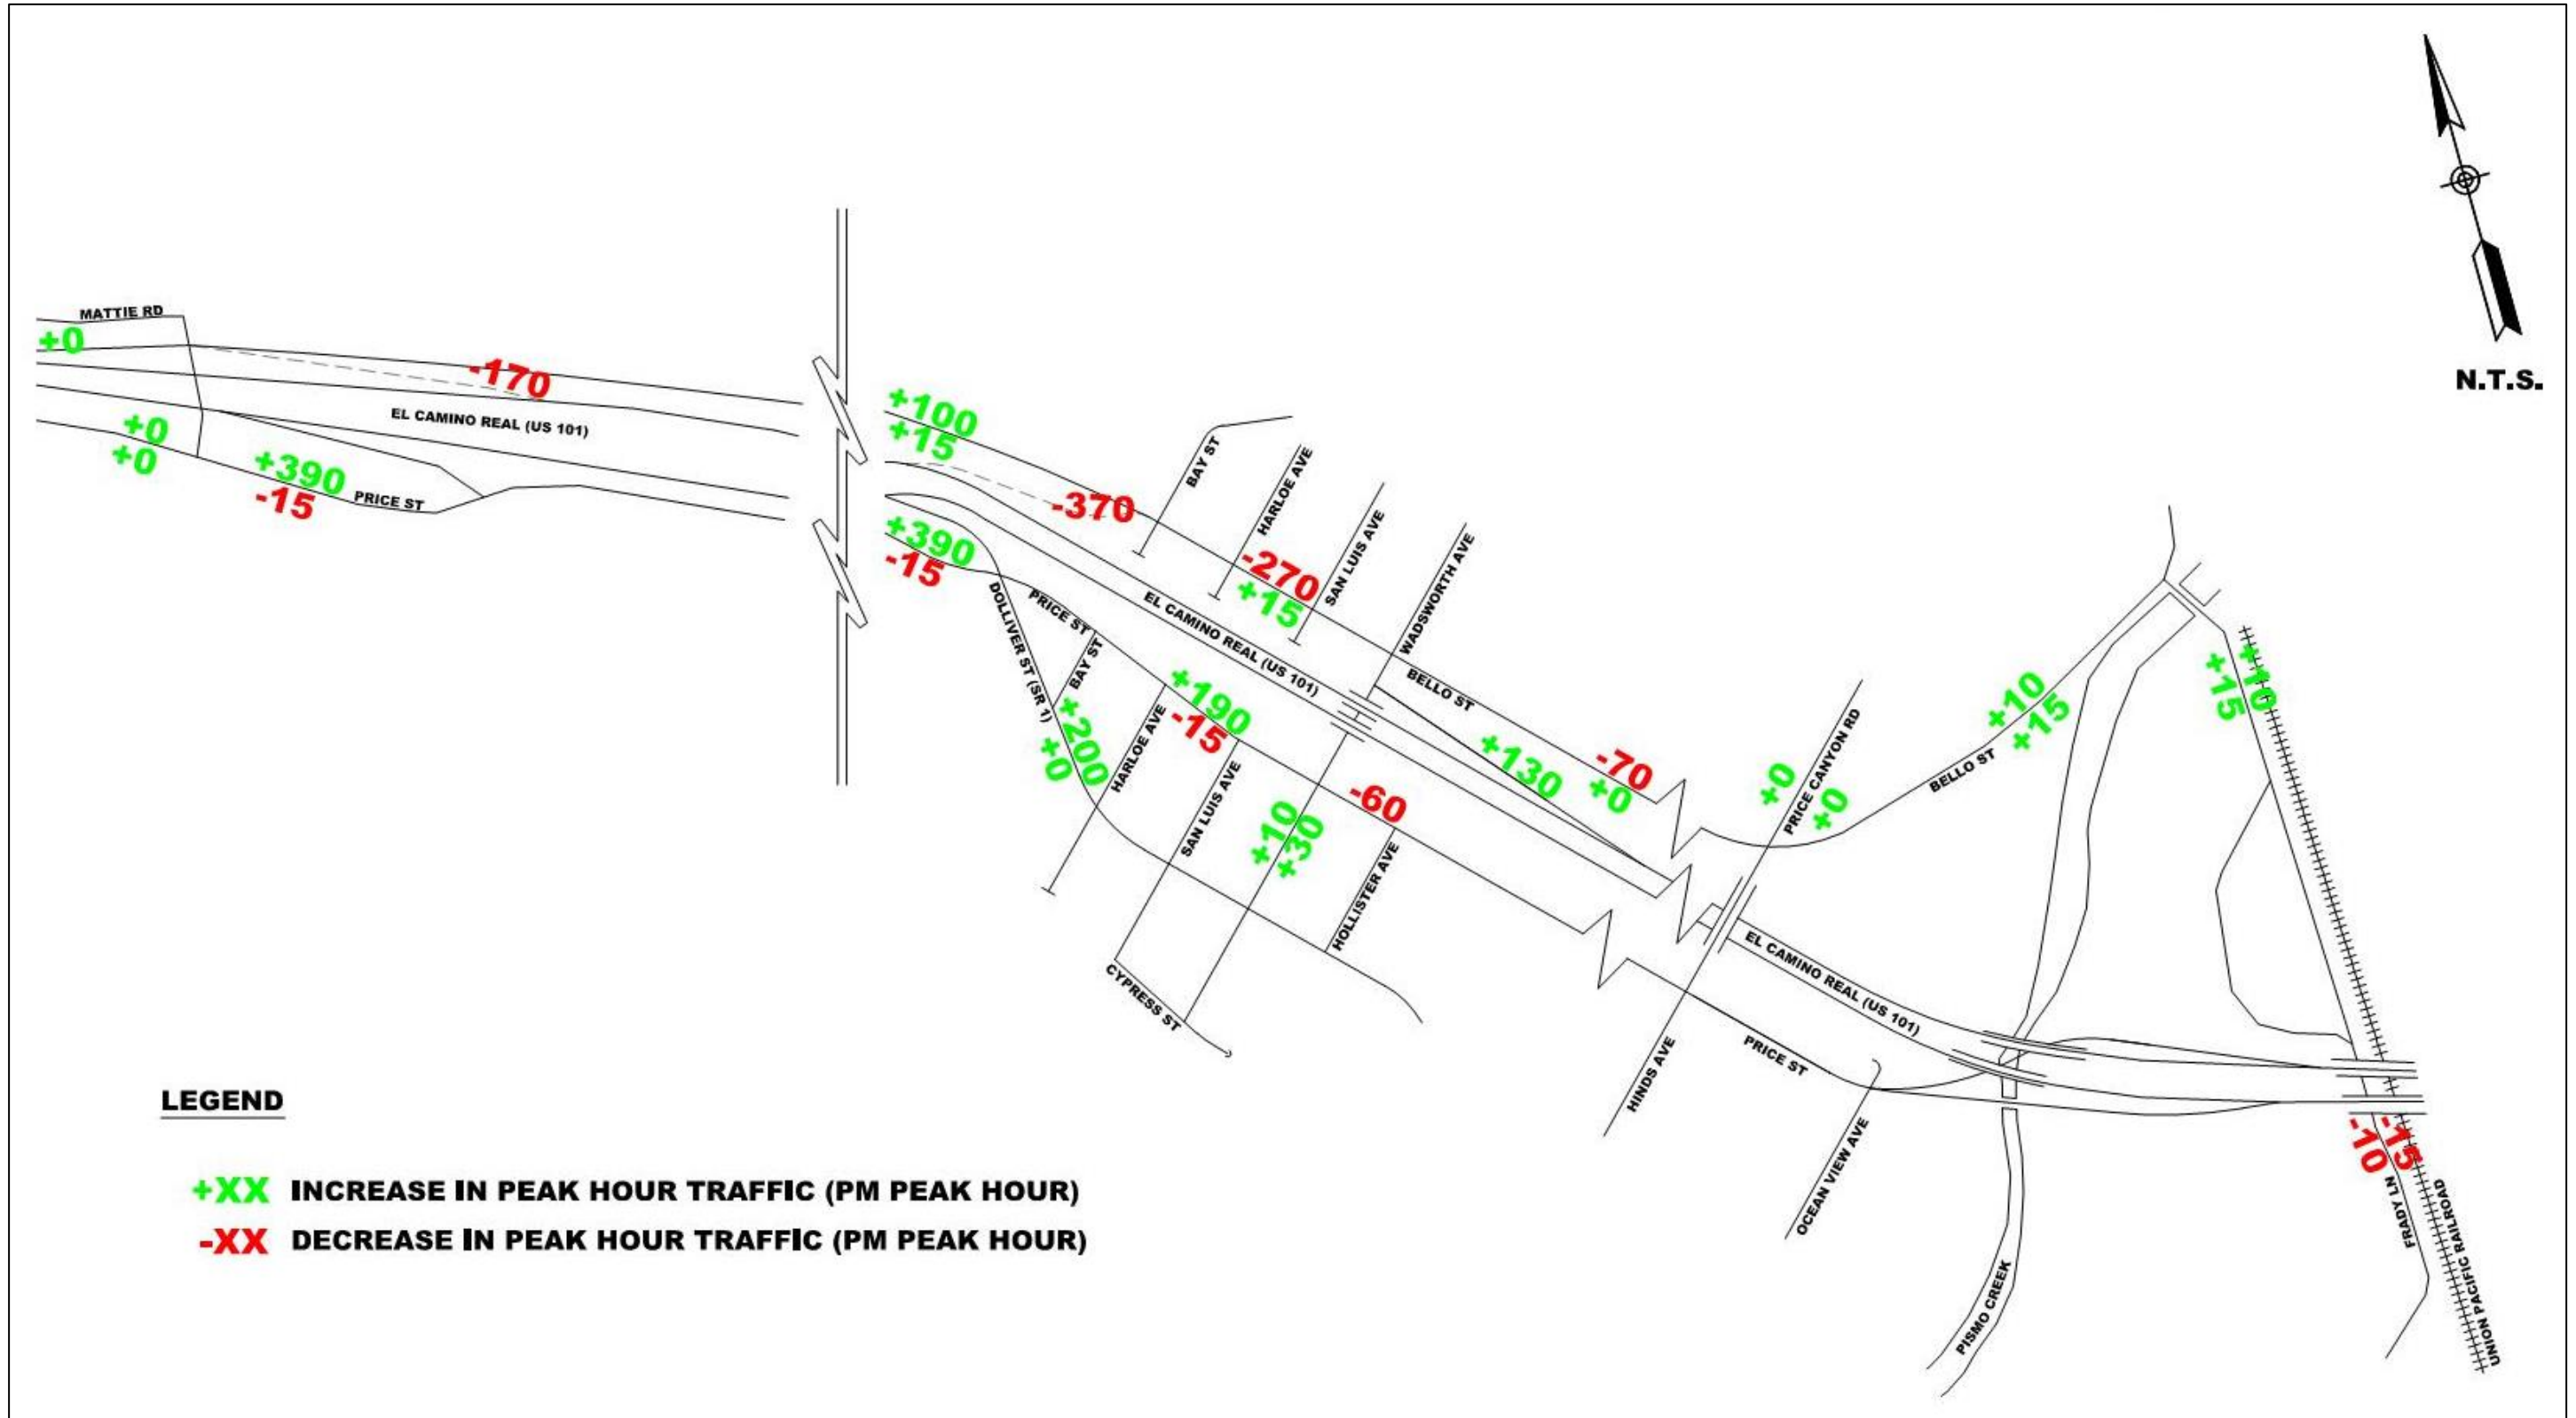 N.T.S.
MATTIE RD
+0
-170
EL CAMINO REAL (US 101)
+0
+0
+390
-15
PRICE ST
+100
+15
-370
+390
-15
BAY ST
HARLOE AVE
-270
+15
SAN LUIS AVE
WADSWORTH AVE
DOLLIVER ST (SR 1)
PRICE ST
BAY ST
EL CAMINO REAL (US 101)
+200
+0
HARLOE AVE
+190
-15
SAN LUIS AVE
BELLO ST
+130
-70
+0
+10
+30
-60
HOLLISTER AVE
CYPRESS ST
+0
PRICE CANYON RD
+0
BELLO ST
+10
+15
+15
+10
EL CAMINO REAL (US 101)
HINDS AVE
PRICE ST
OCEAN VIEW AVE
PISMO CREEK
-10
-15
FRADY LN
UNION PACIFIC RAILROAD
LEGEND
+XX INCREASE IN PEAK HOUR TRAFFIC (PM PEAK HOUR)
-XX DECREASE IN PEAK HOUR TRAFFIC (PM PEAK HOUR)